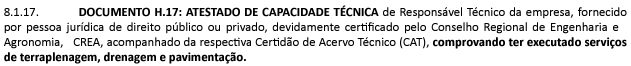 8.1.17. DOCUMENTO H.17: ATESTADO DE CAPACIDADE TÉCNICA de Responsável Técnico da empresa, fornecido
por pessoa jurídica de direito público ou privado, devidamente certificado pelo Conselho Regional de Engenharia e
Agronomia, CREA, acompanhado da respectiva Certidão de Acervo Técnico (CAT), comprovando ter executado serviços
de terraplenagem, drenagem e pavimentação.